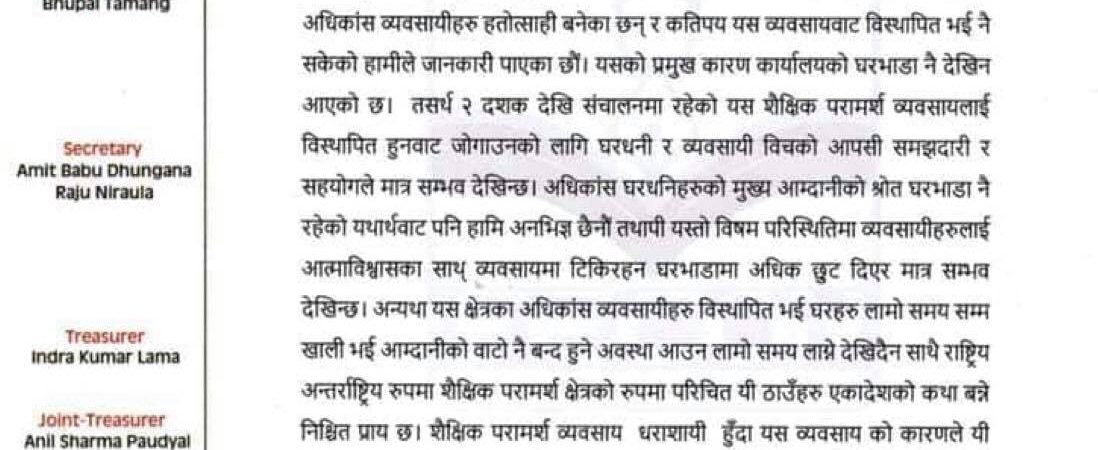 Bhupal Tamang
Secretary
Amit Babu Dhungana
Raju Niraula
Treasurer
Indra Kumar Lama
Joint-Treasurer
Anil Sharma Paudyal
अधिकांस व्यवसायीहरु हतोत्साही बनेका छन् र कतिपय यस व्यवसायवाट विस्थापित भई नै
सकेको हामीले जानकारी पाएका छौं। यसको प्रमुख कारण कार्यालयको घरभाडा नै देखिन
आएको छ। तसर्थ २ दशक देखि संचालनमा रहेको यस शैक्षिक परामर्श व्यवसायलाई
विस्थापित हुनवाट जोगाउनको लागि घरधनी र व्यवसायी विचको आपसी समझदारी र
सहयोगले मात्र सम्भव देखिन्छ। अधिकांस घरधनिहरुको मुख्य आम्दानीको श्रोत घरभाडा नै
रहेको यथार्थवाट पनि हामि अनभिज्ञ छैनौं तथापी यस्तो विषम परिस्थितिमा व्यवसायीहरुलाई
आत्माविश्वासका साथ् व्यवसायमा टिकिरहन घरभाडामा अधिक छुट दिएर मात्र सम्भव
देखिन्छ। अन्यथा यस क्षेत्रका अधिकांस व्यवसायीहरु विस्थापित भई घरहरु लामो समय सम्म
खाली भई आम्दानीको वाटो नै बन्द हुने अवस्था आउन लामो समय लाग्ने देखिदैन साथै राष्ट्रिय
अन्तर्राष्ट्रिय रुपमा शैक्षिक परामर्श क्षेत्रको रुपमा परिचित यी ठाउँहरु एकादेशको कथा बन्ने
निश्चित प्राय छ। शैक्षिक परामर्श व्यवसाय धराशायी हुँदा यस व्यवसाय को कारणले यी